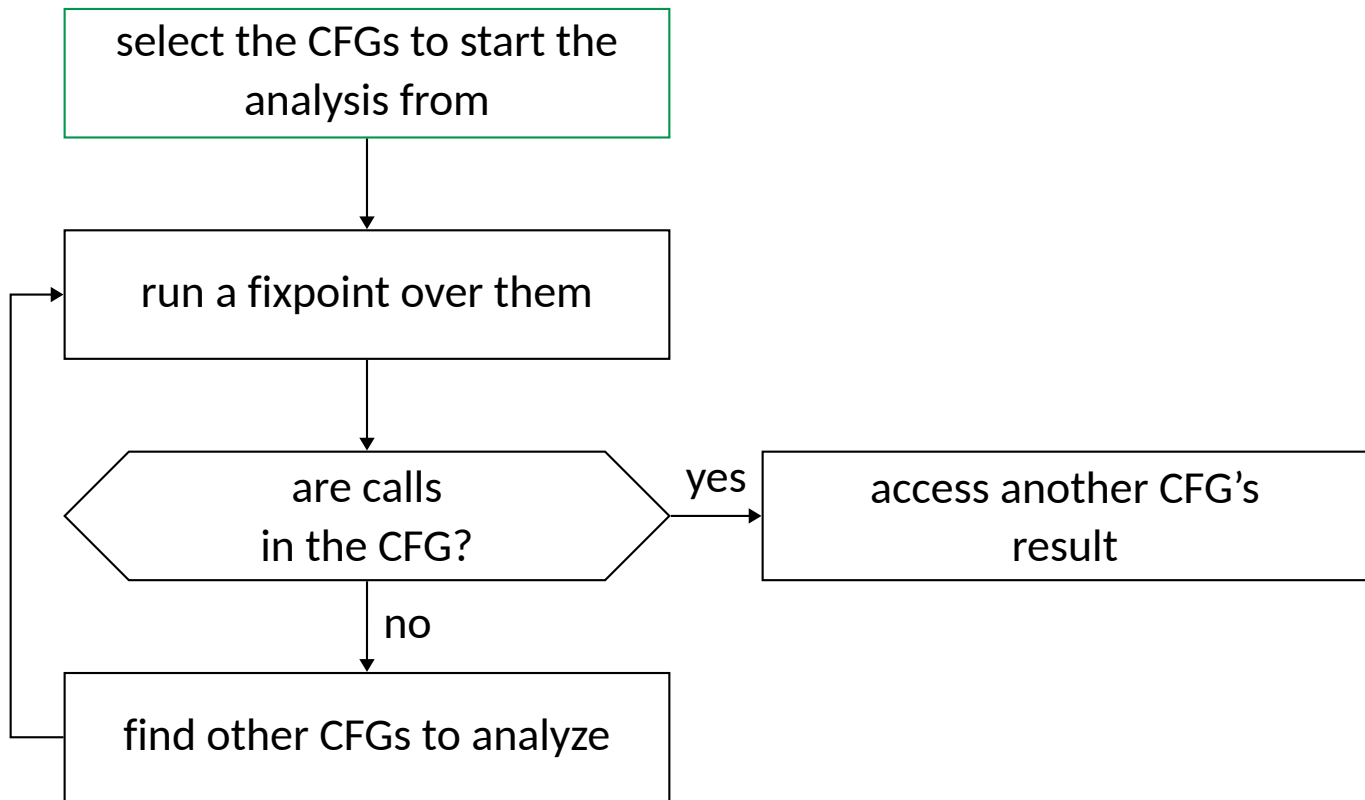 select the CFGs to start the
analysis from
run a fixpoint over them
are calls
in the CFG?
yes
access another CFG’s
result
no
find other CFGs to analyze